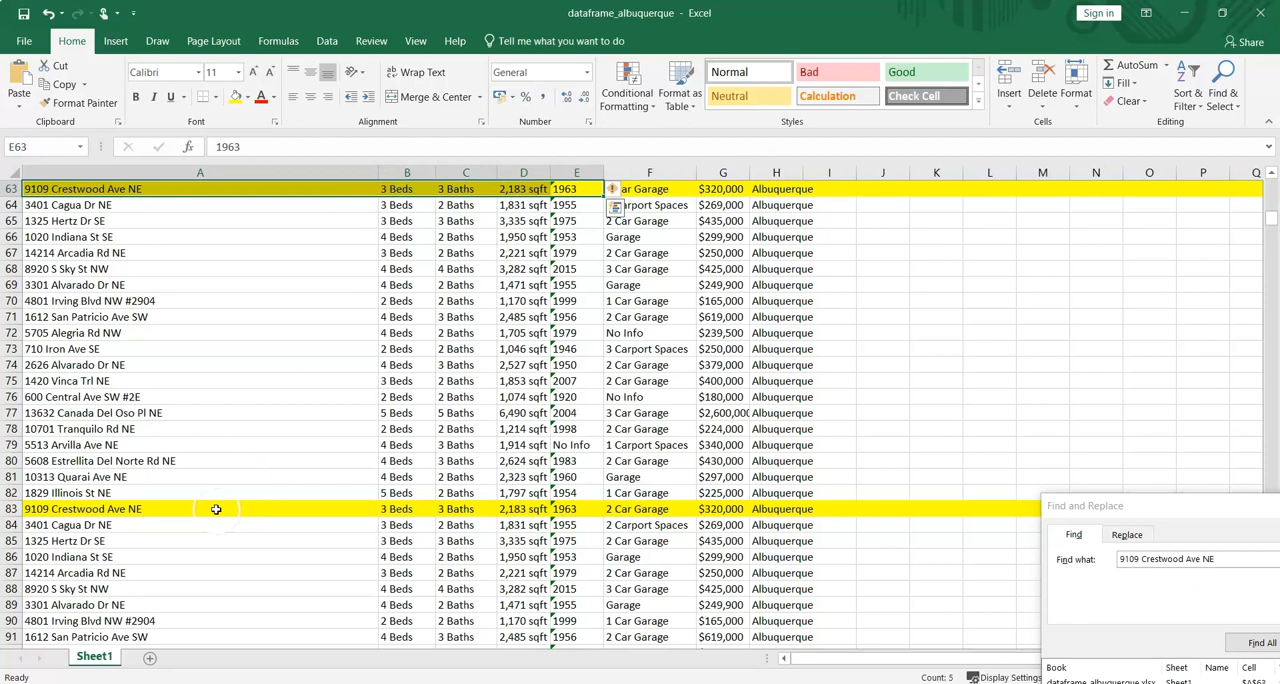 dataframe_albuquerque - Excel
Sign in
File Home Insert Draw Page Layout Formulas Data Review View Help Tell me what you want to do
Share
Paste
Cut
Copy
Format Painter
Clipboard
Calibri 11
B I U
Font
Wrap Text
Merge & Center
Alignment
General
Number
Conditional Formatting
Format as Table
Normal Bad Good
Neutral Calculation Check Cell
Styles
Insert Delete Format
Cells
AutoSum
Fill
Clear
Sort & Filter
Find & Select
Editing
E63 fx 1963
A B C D E F G H I J K L M N O P Q
63 9109 Crestwood Ave NE 3 Beds 3 Baths 2,183 sqft 1963 ar Garage $320,000 Albuquerque
64 3401 Cagua Dr NE 3 Beds 2 Baths 1,831 sqft 1955 arport Spaces $269,000 Albuquerque
65 1325 Hertz Dr SE 3 Beds 3 Baths 3,335 sqft 1975 2 Car Garage $435,000 Albuquerque
66 1020 Indiana St SE 4 Beds 2 Baths 1,950 sqft 1953 Garage $299,900 Albuquerque
67 14214 Arcadia Rd NE 3 Beds 2 Baths 2,221 sqft 1979 2 Car Garage $250,000 Albuquerque
68 8920 S Sky St NW 4 Beds 4 Baths 3,282 sqft 2015 3 Car Garage $425,000 Albuquerque
69 3301 Alvarado Dr NE 4 Beds 2 Baths 1,471 sqft 1955 Garage $249,900 Albuquerque
70 4801 Irving Blvd NW #2904 2 Beds 2 Baths 1,170 sqft 1999 1 Car Garage $165,000 Albuquerque
71 1612 San Patricio Ave SW 4 Beds 3 Baths 2,485 sqft 1956 2 Car Garage $619,000 Albuquerque
72 5705 Alegria Rd NW 4 Beds 2 Baths 1,705 sqft 1979 No Info $239,500 Albuquerque
73 710 Iron Ave SE 2 Beds 2 Baths 1,046 sqft 1946 3 Carport Spaces $250,000 Albuquerque
74 2626 Alvarado Dr NE 4 Beds 2 Baths 2,527 sqft 1950 2 Car Garage $379,000 Albuquerque
75 1420 Vinca Trl NE 3 Beds 2 Baths 1,853 sqft 2007 2 Car Garage $400,000 Albuquerque
76 600 Central Ave SW #2E 2 Beds 2 Baths 1,074 sqft 1920 No Info $180,000 Albuquerque
77 13632 Canada Del Oso Pl NE 5 Beds 5 Baths 6,490 sqft 2004 3 Car Garage $2,600,000 Albuquerque
78 10701 Tranquilo Rd NE 2 Beds 2 Baths 1,214 sqft 1998 2 Car Garage $224,000 Albuquerque
79 5513 Arvilla Ave NE 4 Beds 3 Baths 1,914 sqft No Info 1 Carport Spaces $340,000 Albuquerque
80 5608 Estrellita Del Norte Rd NE 4 Beds 3 Baths 2,624 sqft 1983 2 Car Garage $430,000 Albuquerque
81 10313 Quarai Ave NE 4 Beds 2 Baths 2,323 sqft 1960 Garage $297,000 Albuquerque
82 1829 Illinois St NE 5 Beds 2 Baths 1,797 sqft 1954 1 Car Garage $225,000 Albuquerque
83 9109 Crestwood Ave NE 3 Beds 3 Baths 2,183 sqft 1963 2 Car Garage $320,000 Albuquerque
84 3401 Cagua Dr NE 3 Beds 2 Baths 1,831 sqft 1955 2 Carport Spaces $269,000 Albuquerque
85 1325 Hertz Dr SE 3 Beds 3 Baths 3,335 sqft 1975 2 Car Garage $435,000 Albuquerque
86 1020 Indiana St SE 4 Beds 2 Baths 1,950 sqft 1953 Garage $299,900 Albuquerque
87 14214 Arcadia Rd NE 3 Beds 2 Baths 2,221 sqft 1979 2 Car Garage $250,000 Albuquerque
88 8920 S Sky St NW 4 Beds 4 Baths 3,282 sqft 2015 3 Car Garage $425,000 Albuquerque
89 3301 Alvarado Dr NE 4 Beds 2 Baths 1,471 sqft 1955 Garage $249,900 Albuquerque
90 4801 Irving Blvd NW #2904 2 Beds 2 Baths 1,170 sqft 1999 1 Car Garage $165,000 Albuquerque
91 1612 San Patricio Ave SW 4 Beds 3 Baths 2,485 sqft 1956 2 Car Garage $619,000 Albuquerque
Find and Replace
Find Replace
Find what: 9109 Crestwood Ave NE
Find All
Book Sheet Name Cell
dataframe_albuquerque.xlsx Sheet1 $A$63
Sheet1
Ready Count: 5 Display Settings